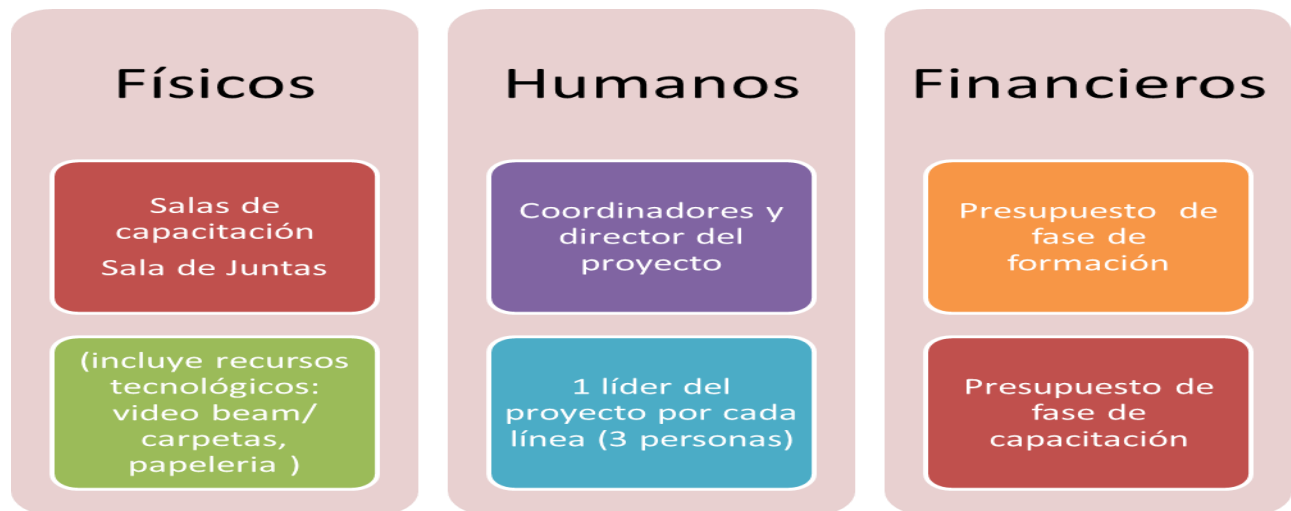 Físicos
Salas de
capacitación
Sala de Juntas
(incluye recursos
tecnológicos:
video beam/
carpetas,
papeleria )
Humanos
Coordinadores y
director del
proyecto
1 líder del
proyecto por cada
línea (3 personas)
Financieros
Presupuesto de
fase de
formación
Presupuesto de
fase de
capacitación